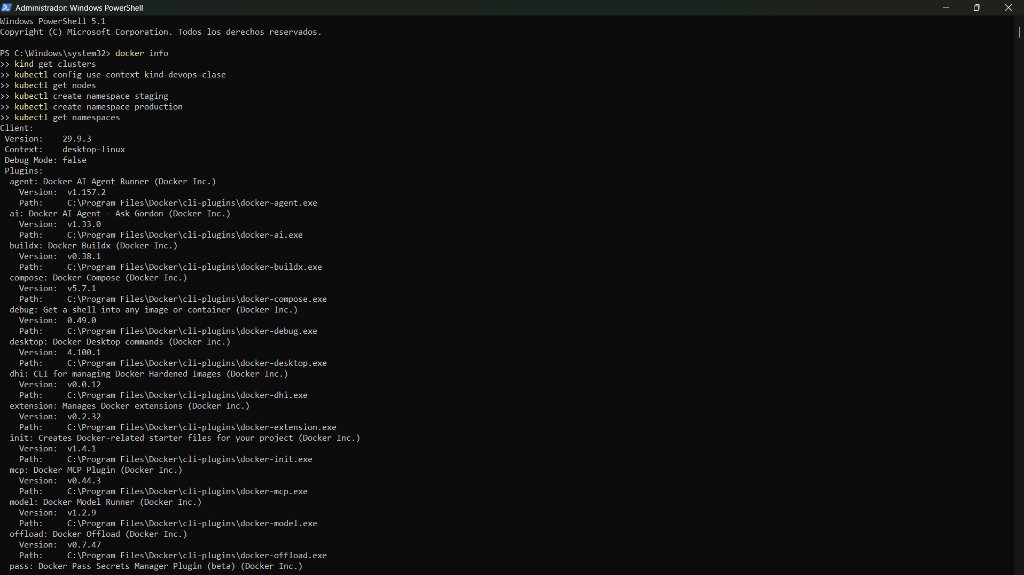 Administrador: Windows PowerShell
Windows PowerShell 5.1
Copyright (C) Microsoft Corporation. Todos los derechos reservados.
PS C:\Windows\system32> docker info
>> kind get clusters
>> kubectl config use-context kind-devops-clase
>> kubectl get nodes
>> kubectl create namespace staging
>> kubectl create namespace production
>> kubectl get namespaces
Client:
Version: 29.9.3
Context: desktop-linux
Debug Mode: false
Plugins:
agent: Docker AI Agent Runner (Docker Inc.)
Version: v1.157.2
Path: C:\Program Files\Docker\cli-plugins\docker-agent.exe
ai: Docker AI Agent - Ask Gordon (Docker Inc.)
Version: v1.33.0
Path: C:\Program Files\Docker\cli-plugins\docker-ai.exe
buildx: Docker Buildx (Docker Inc.)
Version: v0.38.1
Path: C:\Program Files\Docker\cli-plugins\docker-buildx.exe
compose: Docker Compose (Docker Inc.)
Version: v5.7.1
Path: C:\Program Files\Docker\cli-plugins\docker-compose.exe
debug: Get a shell into any image or container (Docker Inc.)
Version: 0.49.0
Path: C:\Program Files\Docker\cli-plugins\docker-debug.exe
desktop: Docker Desktop commands (Docker Inc.)
Version: 4.100.1
Path: C:\Program Files\Docker\cli-plugins\docker-desktop.exe
dhi: CLI for managing Docker Hardened Images (Docker Inc.)
Version: v0.0.12
Path: C:\Program Files\Docker\cli-plugins\docker-dhi.exe
extension: Manages Docker extensions (Docker Inc.)
Version: v0.2.32
Path: C:\Program Files\Docker\cli-plugins\docker-extension.exe
init: Creates Docker-related starter files for your project (Docker Inc.)
Version: v1.4.1
Path: C:\Program Files\Docker\cli-plugins\docker-init.exe
mcp: Docker MCP Plugin (Docker Inc.)
Version: v0.44.3
Path: C:\Program Files\Docker\cli-plugins\docker-mcp.exe
model: Docker Model Runner (Docker Inc.)
Version: v1.2.9
Path: C:\Program Files\Docker\cli-plugins\docker-model.exe
offload: Docker Offload (Docker Inc.)
Version: v0.7.47
Path: C:\Program Files\Docker\cli-plugins\docker-offload.exe
pass: Docker Pass Secrets Manager Plugin (beta) (Docker Inc.)